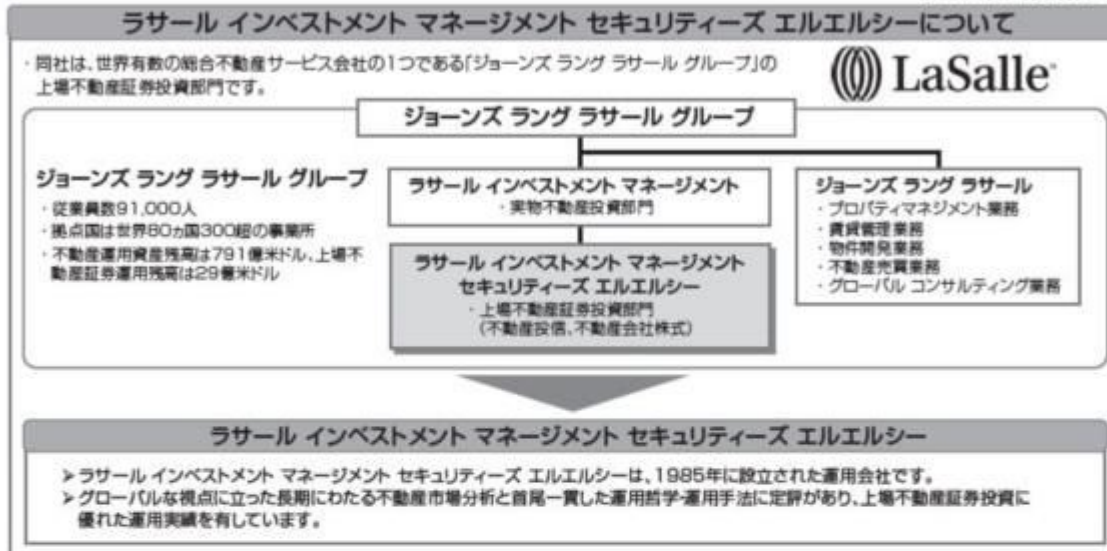 ラサール インベストメント マネージメント セキュリティーズ エルエルシーについて
・同社は、世界有数の総合不動産サービス会社の1つである「ジョーンズ ラング ラサール グループ」の
上場不動産証券投資部門です。
LaSalle
ジョーンズ ラング ラサール グループ
ジョーンズ ラング ラサール グループ
・従業員数91,000人
・拠点国は世界80ヵ国300超の事業所
・不動産運用資産残高は791億米ドル、上場不
動産証券運用残高は29億米ドル
ラサール インベストメント マネージメント
・実物不動産投資部門
ラサール インベストメント マネージメント
セキュリティーズ エルエルシー
・上場不動産証券投資部門
（不動産投信、不動産会社株式）
ジョーンズ ラング ラサール
・プロパティマネジメント業務
・賃貸管理業務
・物件開発業務
・不動産売買業務
・グローバル コンサルティング業務
ラサール インベストメント マネージメント セキュリティーズ エルエルシー
➢ラサール インベストメント マネージメント セキュリティーズ エルエルシーは、1985年に設立された運用会社です。
➢グローバルな視点に立った長期にわたる不動産市場分析と首尾一貫した運用哲学・運用手法に定評があり、上場不動産証券投資に
優れた運用実績を有しています。